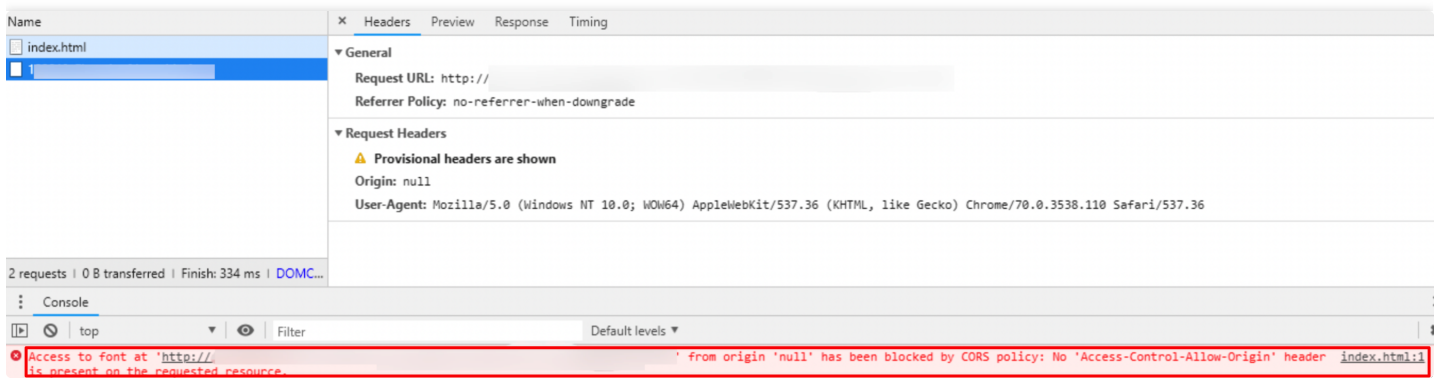 Name
× Headers Preview Response Timing
index.html
▼ General
1
Request URL: http://
Referrer Policy: no-referrer-when-downgrade
▼ Request Headers
Provisional headers are shown
Origin: null
User-Agent: Mozilla/5.0 (Windows NT 10.0; WOW64) AppleWebKit/537.36 (KHTML, like Gecko) Chrome/70.0.3538.110 Safari/537.36
2 requests | 0 B transferred | Finish: 334 ms | DOMC...
Console
top ▼ Filter Default levels ▼
Access to font at 'http:// ' from origin 'null' has been blocked by CORS policy: No 'Access-Control-Allow-Origin' header index.html:1
is present on the requested resource.